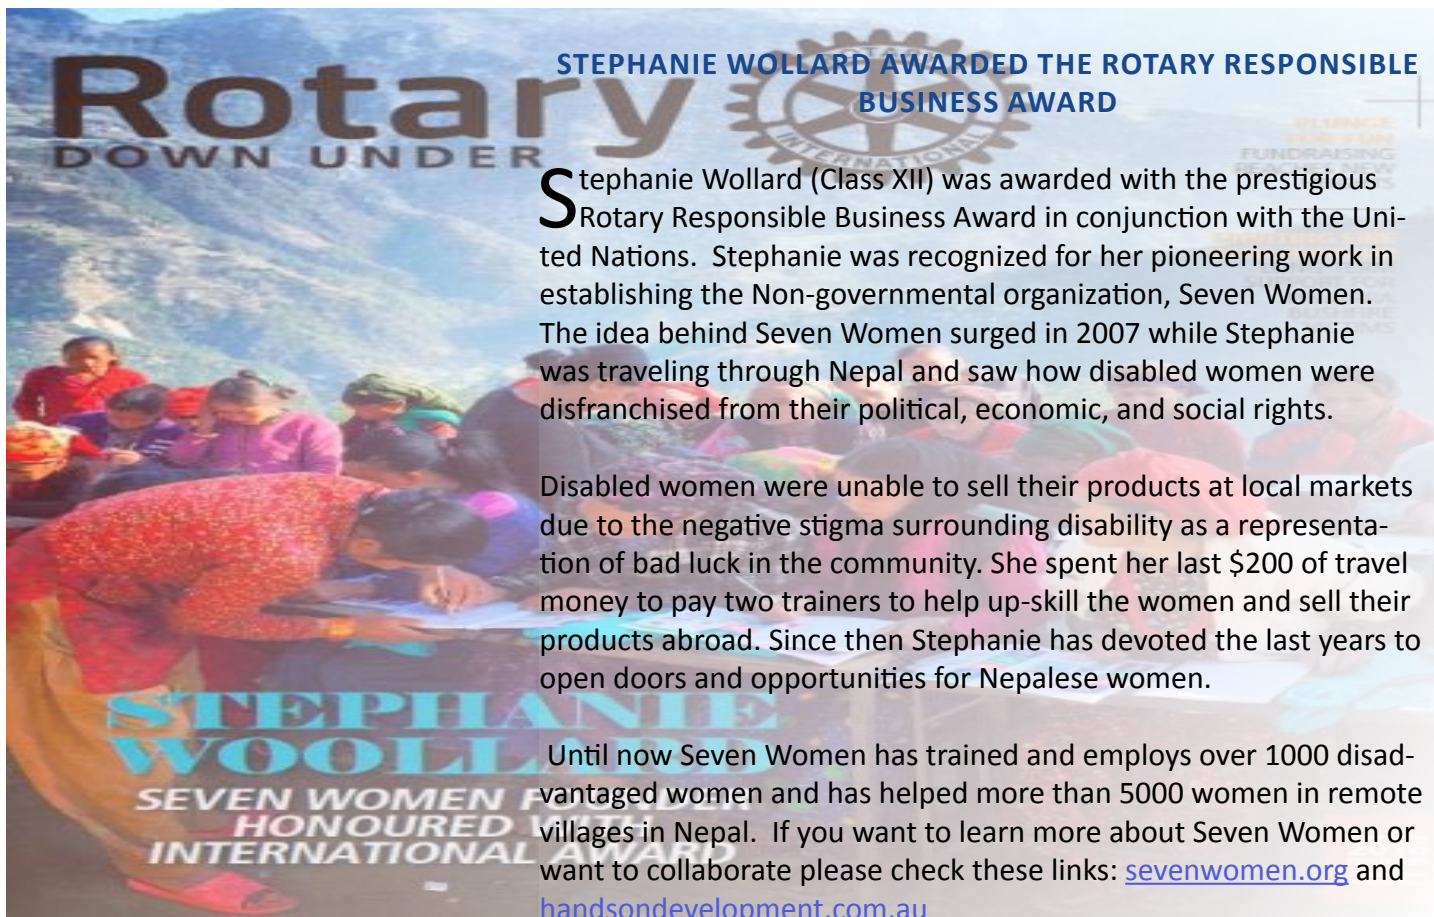 Rotary
DOWN UNDER
ROTARY
INTERNATIONAL
STEPHANIE WOLLARD AWARDED THE ROTARY RESPONSIBLE
BUSINESS AWARD
Stephanie Wollard (Class XII) was awarded with the prestigious
Rotary Responsible Business Award in conjunction with the Uni-
ted Nations.  Stephanie was recognized for her pioneering work in
establishing the Non-governmental organization, Seven Women.
The idea behind Seven Women surged in 2007 while Stephanie
was traveling through Nepal and saw how disabled women were
disfranchised from their political, economic, and social rights.
Disabled women were unable to sell their products at local markets
due to the negative stigma surrounding disability as a representa-
tion of bad luck in the community. She spent her last $200 of travel
money to pay two trainers to help up-skill the women and sell their
products abroad. Since then Stephanie has devoted the last years to
open doors and opportunities for Nepalese women.
Until now Seven Women has trained and employs over 1000 disad-
vantaged women and has helped more than 5000 women in remote
villages in Nepal.  If you want to learn more about Seven Women or
want to collaborate please check these links: sevenwomen.org and
handsondevelopment.com.au
PLUNGE
FUNDRAISING
BUSHFIRE
STEPHANIE
WOOLLARD
SEVEN WOMEN FOUNDER
HONOURED WITH
INTERNATIONAL AWARD